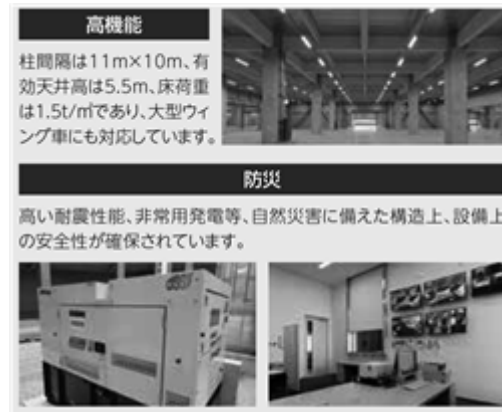 高機能
柱間隔は11m×10m、有
効天井高は5.5m、床荷重
は1.5t/㎡であり、大型ウィ
ング車にも対応しています。
防災
高い耐震性能、非常用発電等、自然災害に備えた構造上、設備上
の安全性が確保されています。